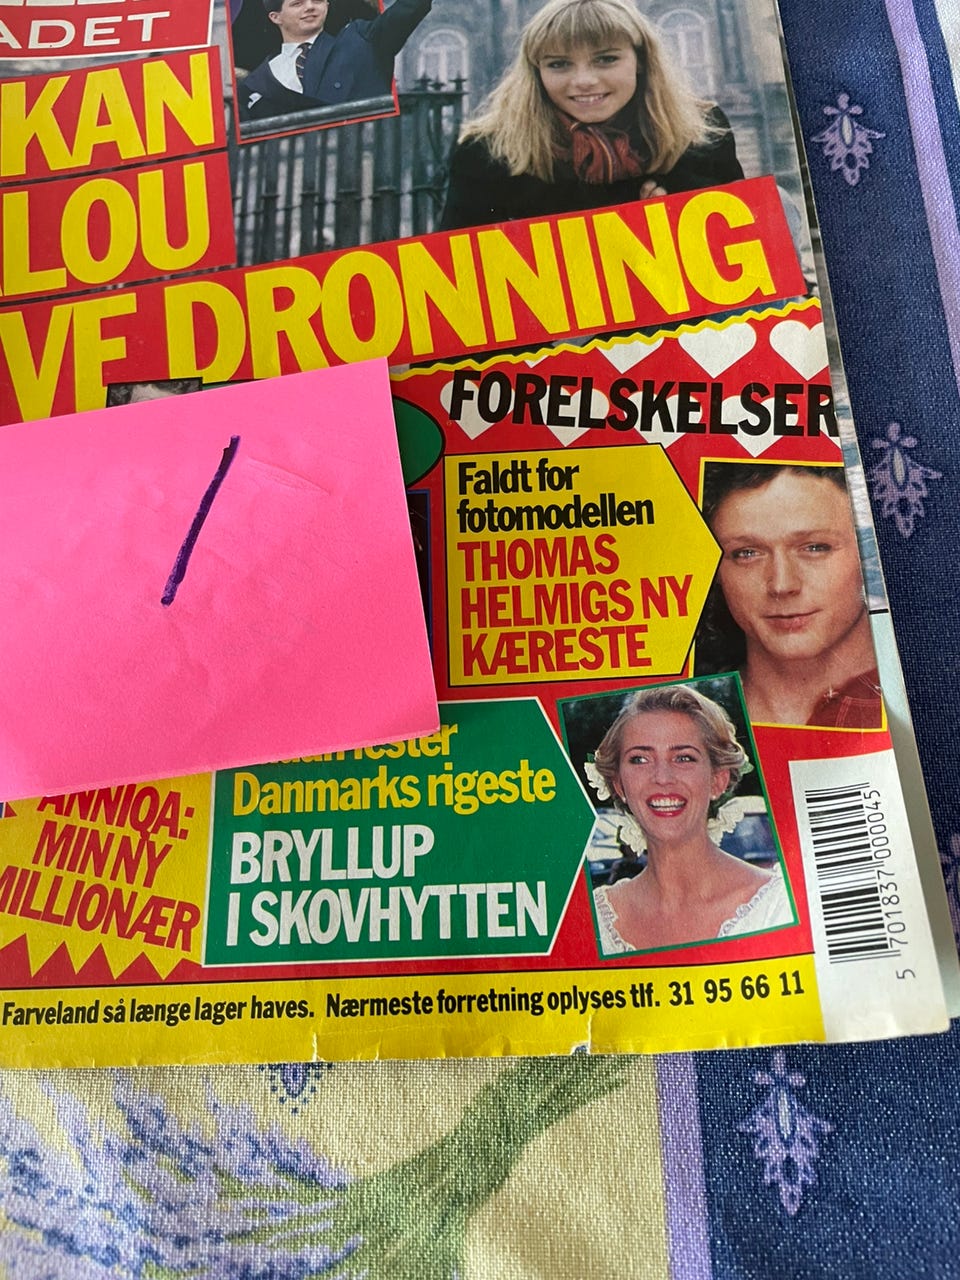 ADET
KAN
LOU
VE DRONNING
FORELSKELSER
Faldt for
fotomodellen
THOMAS
HELMIGS NY
KÆRESTE
Danmarks rigeste
BRYLLUP
I SKOVHYTTEN
ANNIQA:
MIN NY
MILLIONÆR
Farveland så længe lager haves. Nærmeste forretning oplyses tlf. 31 95 66 11
5 701837 000045